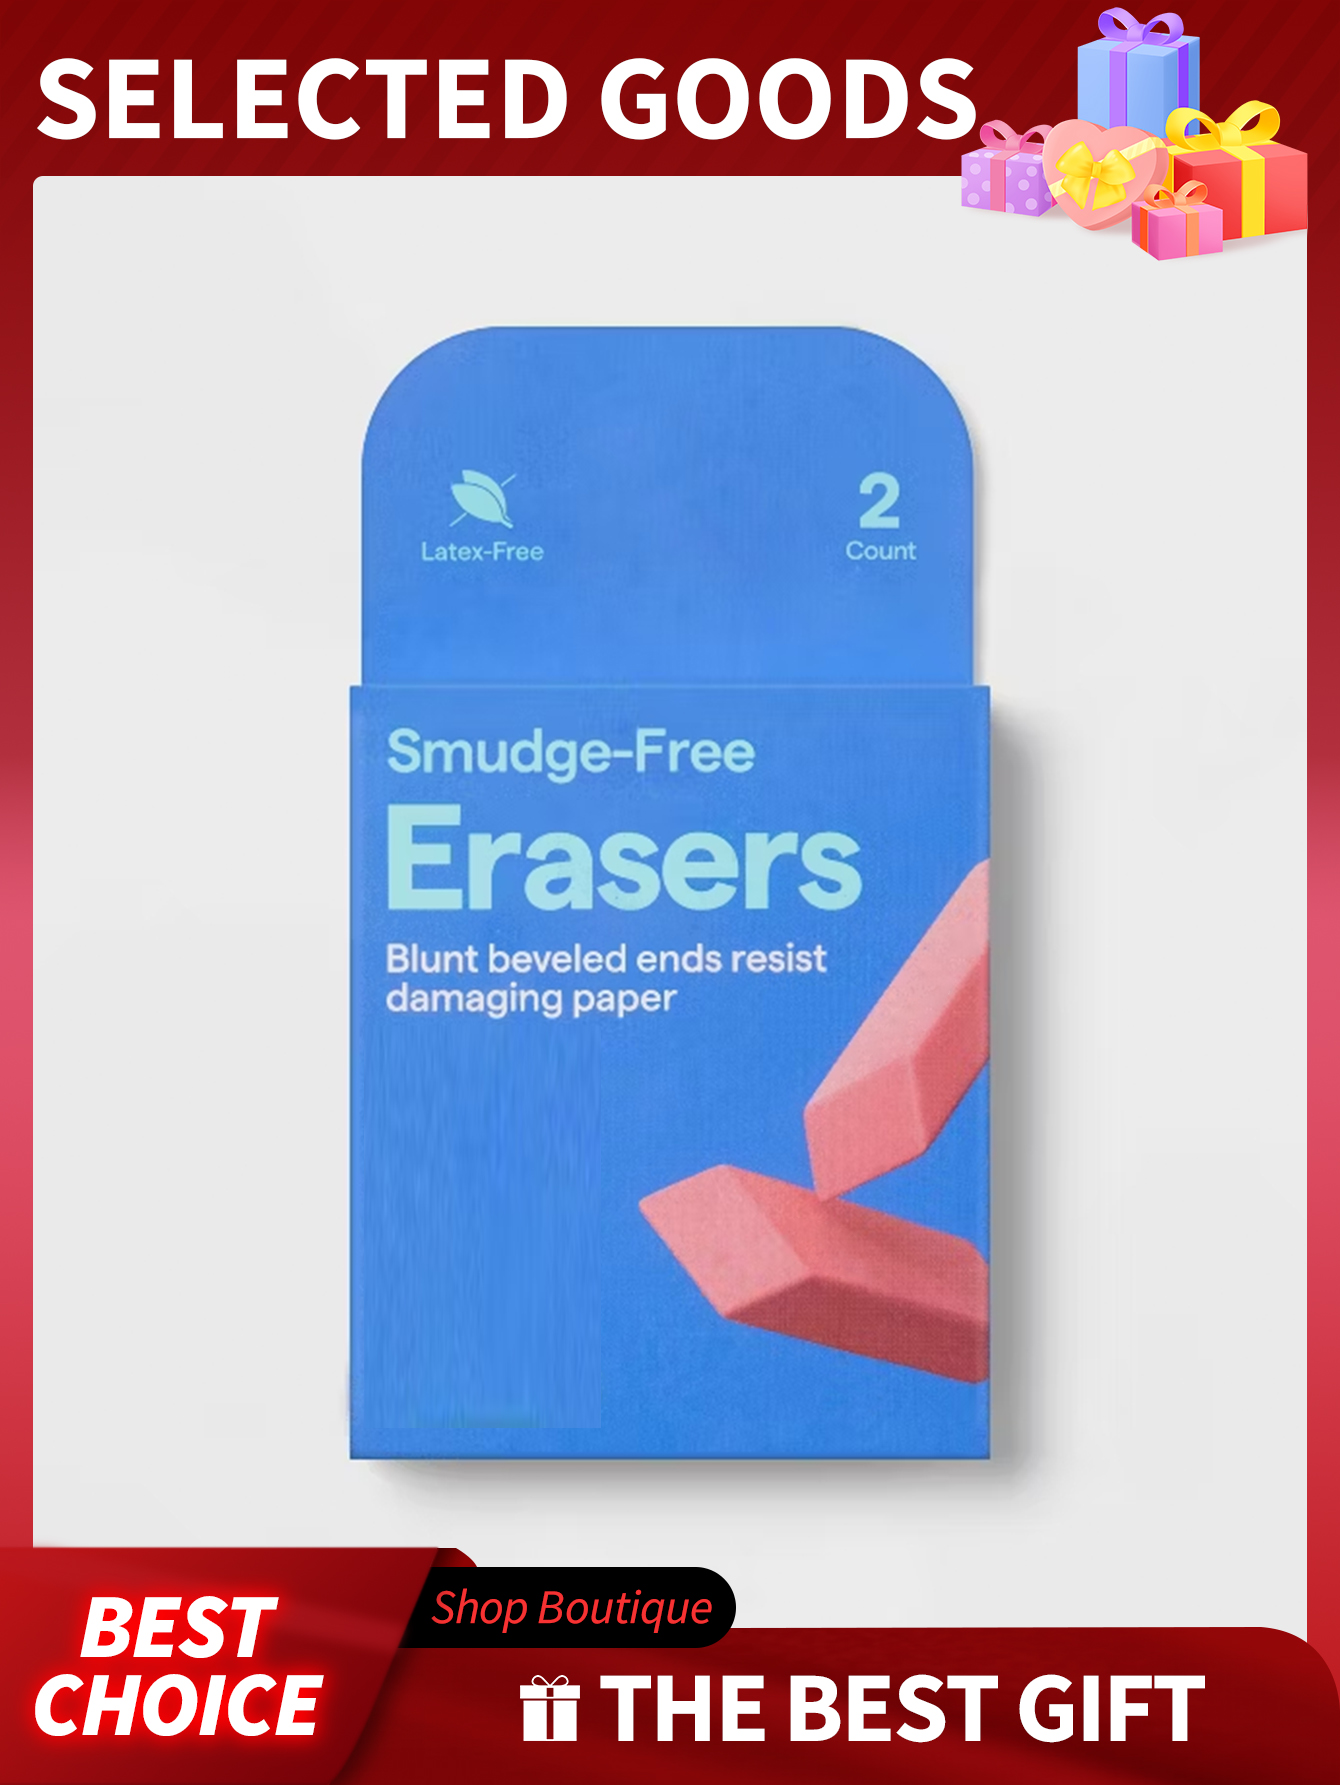 SELECTED GOODS
Latex-Free
2
Count
Smudge-Free
Erasers
Blunt beveled ends resist
damaging paper
Shop Boutique
BEST
CHOICE
THE BEST GIFT